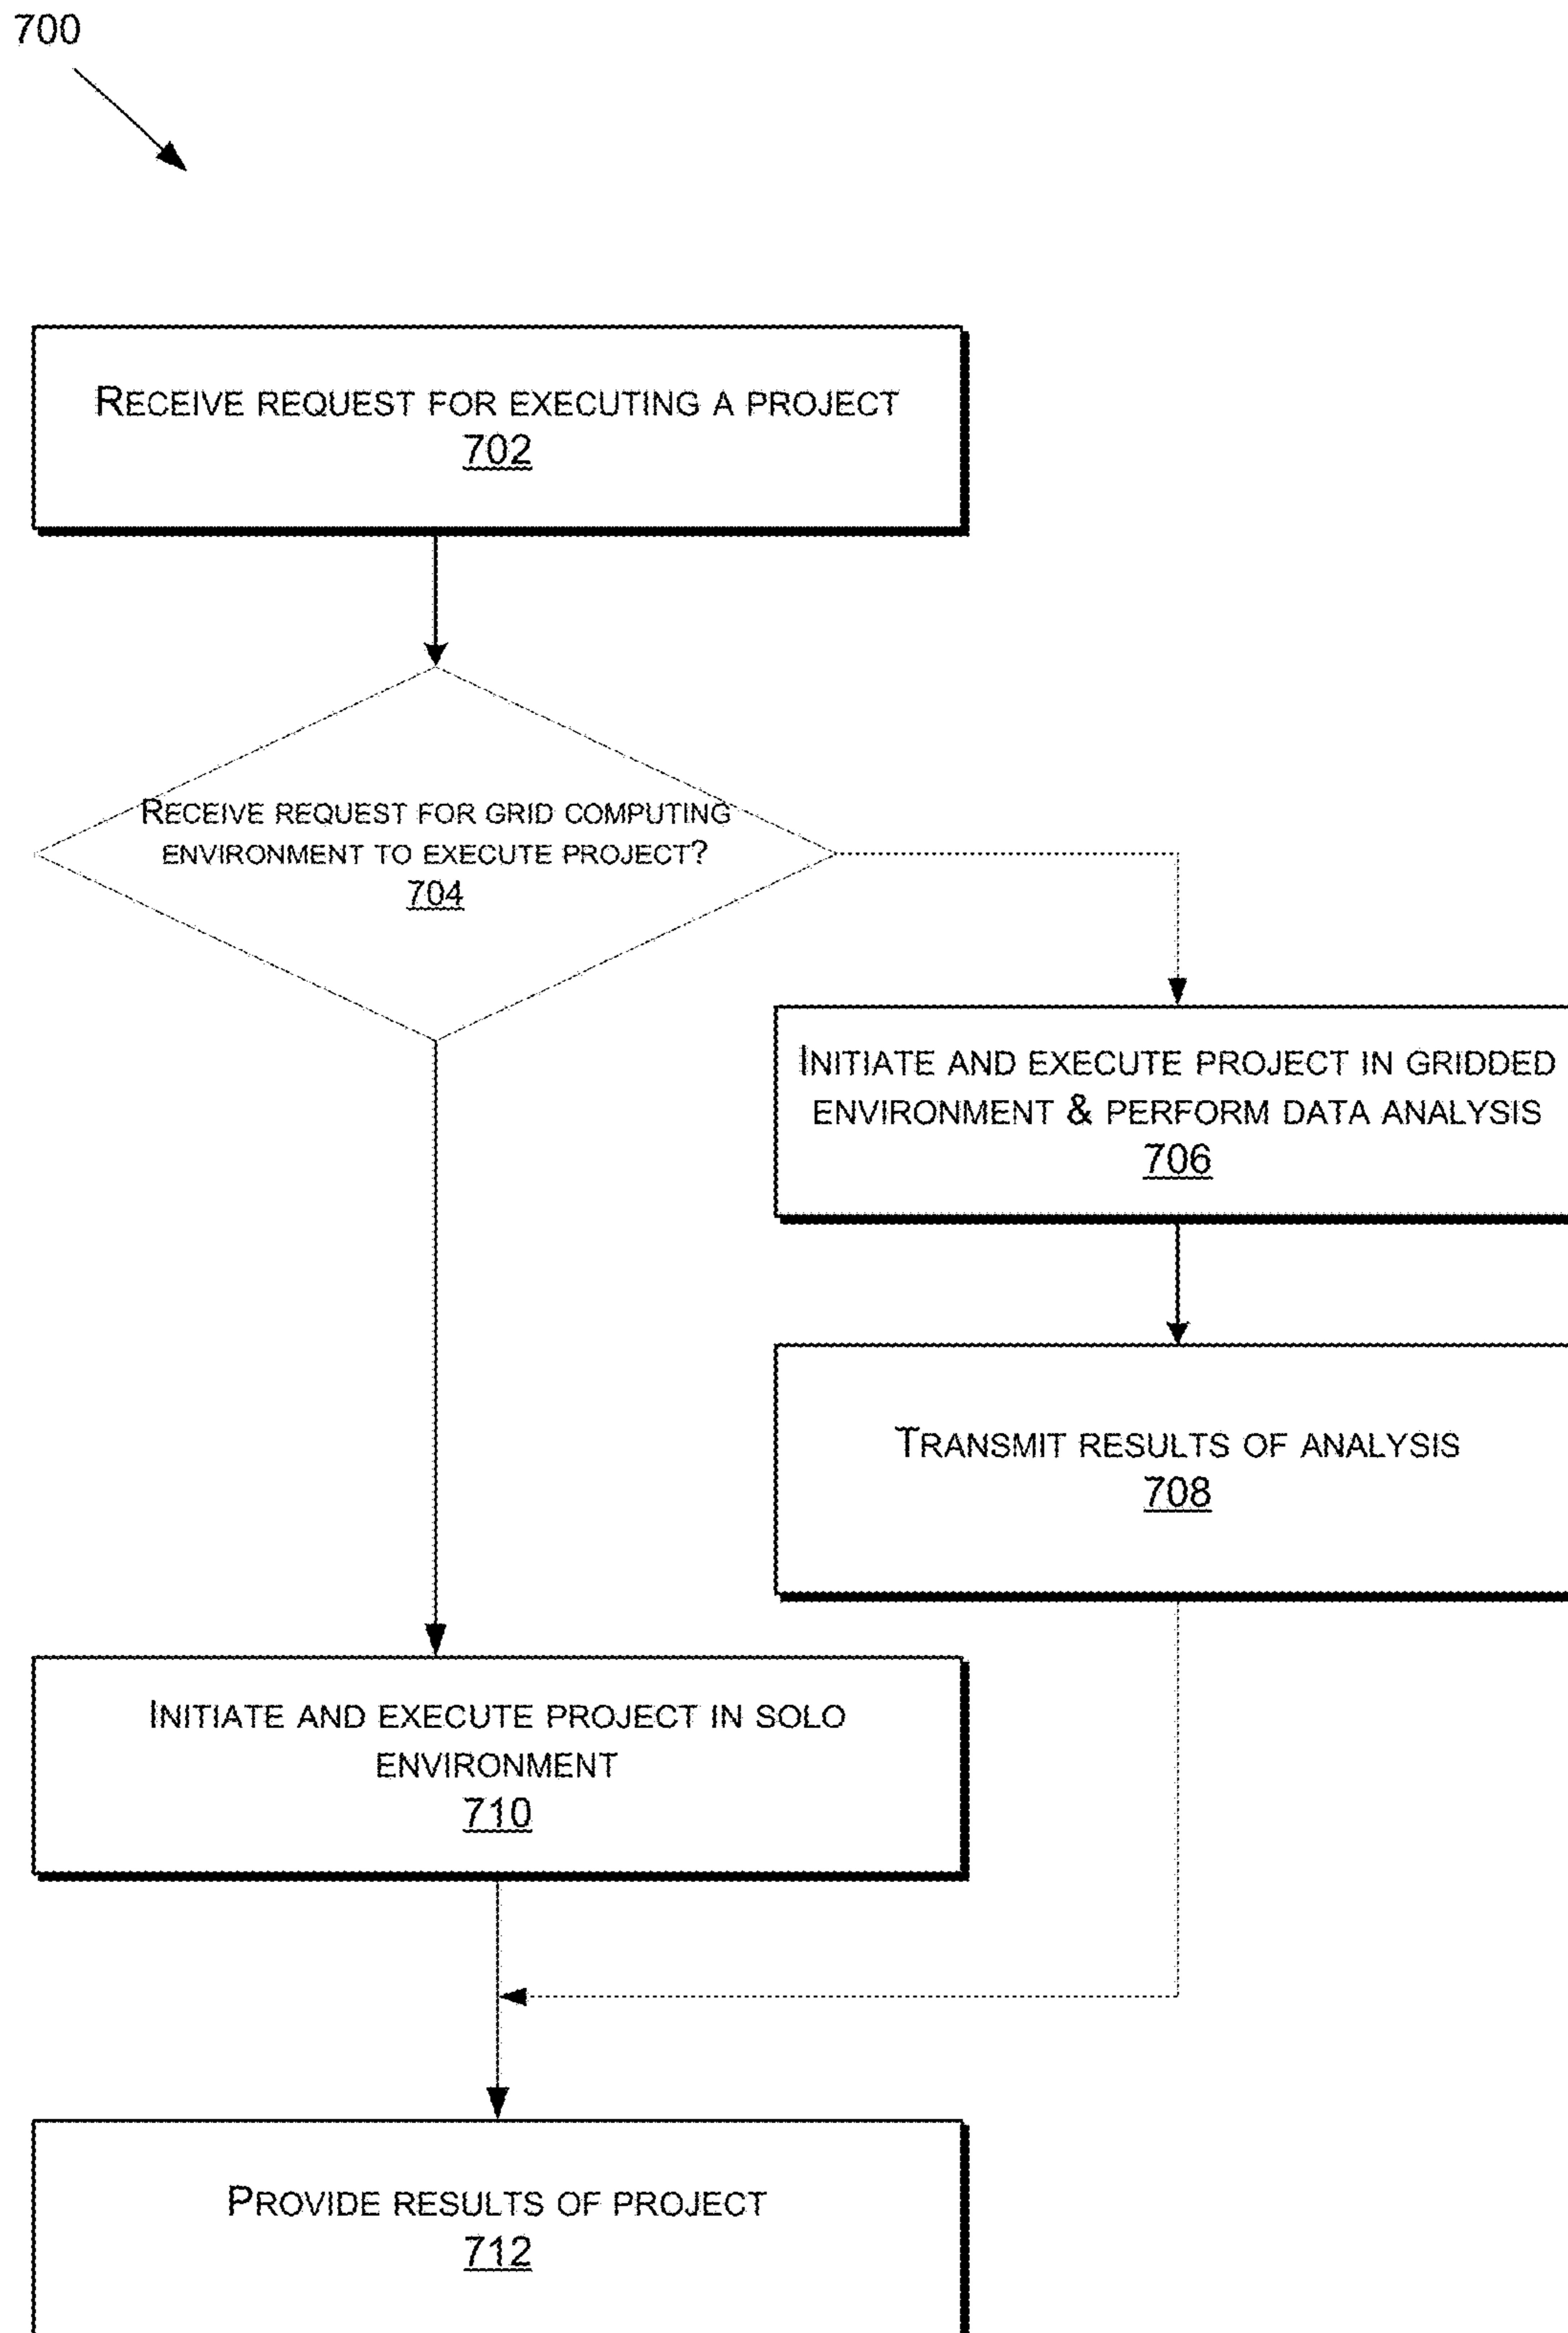 700
RECEIVE REQUEST FOR EXECUTING A PROJECT
702
RECEIVE REQUEST FOR GRID COMPUTING
ENVIRONMENT TO EXECUTE PROJECT?
704
INITIATE AND EXECUTE PROJECT IN GRIDDED
ENVIRONMENT & PERFORM DATA ANALYSIS
706
TRANSMIT RESULTS OF ANALYSIS
708
INITIATE AND EXECUTE PROJECT IN SOLO
ENVIRONMENT
710
PROVIDE RESULTS OF PROJECT
712